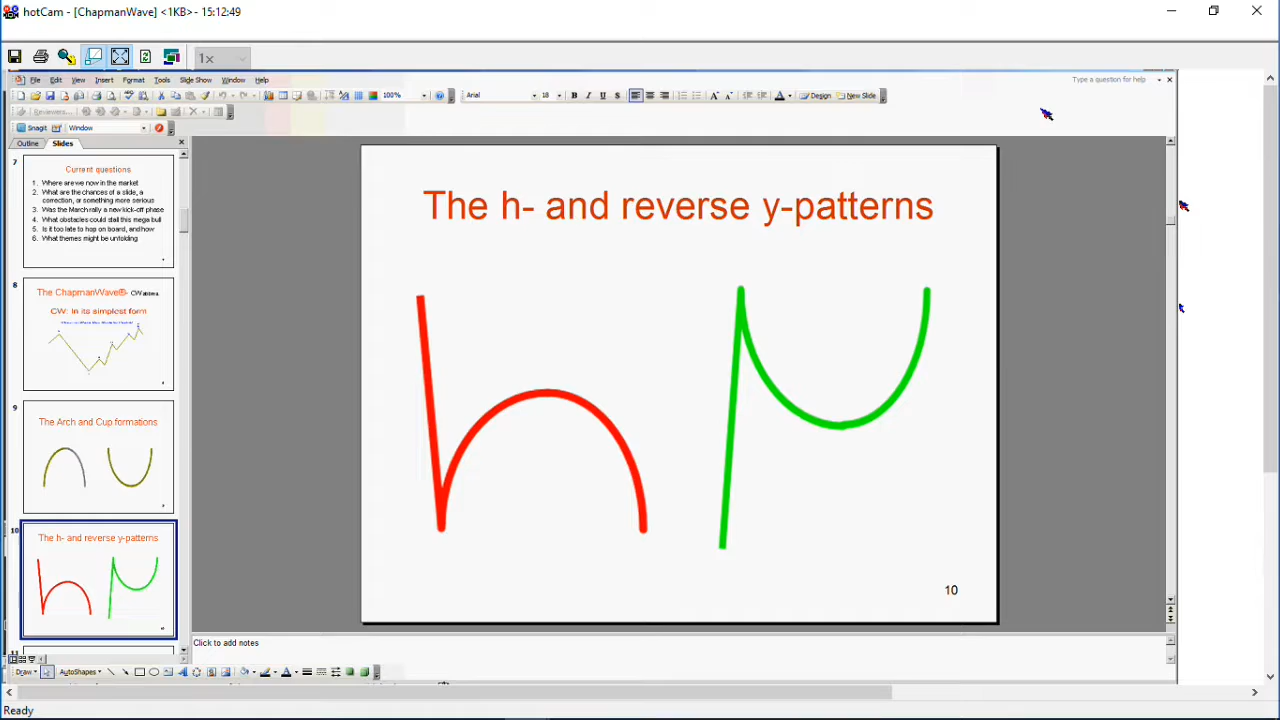 hotCam - [ChapmanWave] <1KB> - 15:12:49
1x
File Edit View Insert Format Tools Slide Show Window Help
Type a question for help
100%
Arial
18
Design
New Slide
Reviewers...
Snagit
Window
Outline
Slides
7
Current questions
1. Where are we now in the market
2. What are the chances of a slide, a
correction, or something more serious
3. Was the March rally a new kick-off phase
4. What obstacles could stall this mega bull
5. Is it too late to hop on board, and how
6. What themes might be unfolding
8
The ChapmanWave®-
CW: In its simplest form
9
The Arch and Cup formations
10
The h- and reverse y-patterns
The h- and reverse y-patterns
10
Click to add notes
Draw
AutoShapes
Ready